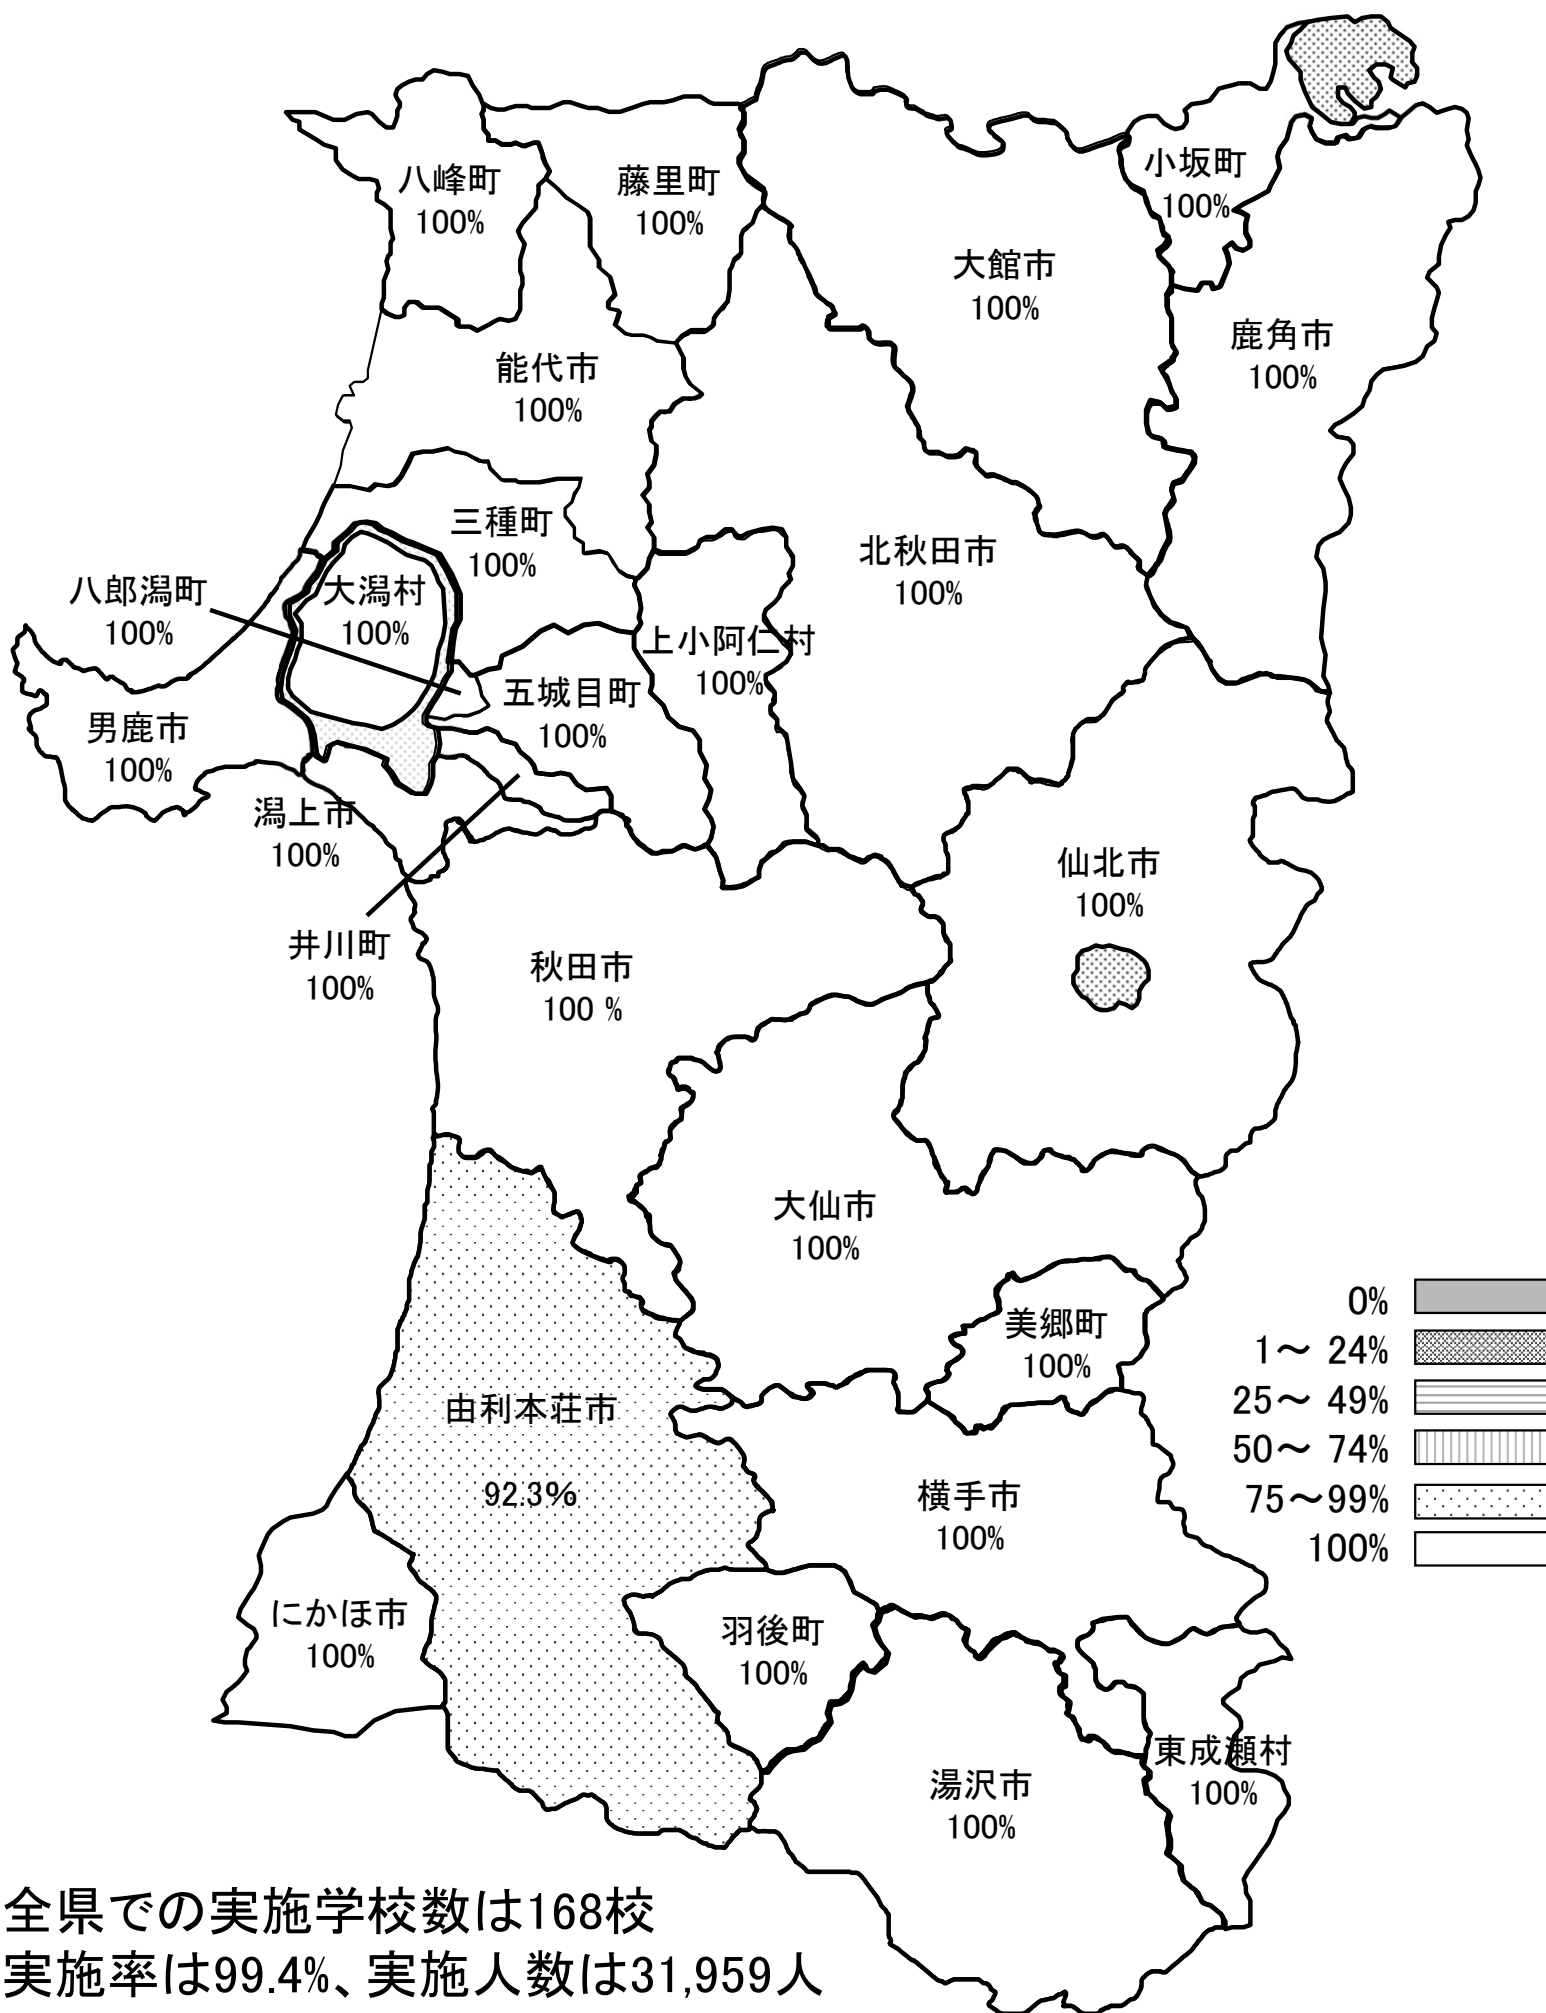 八峰町
100%
藤里町
100%
小坂町
100%
大館市
100%
鹿角市
100%
能代市
100%
三種町
100%
北秋田市
100%
八郎潟町
100%
大潟村
100%
上小阿仁村
100%
五城目町
100%
男鹿市
100%
潟上市
100%
仙北市
100%
井川町
100%
秋田市
100 %
大仙市
100%
美郷町
100%
0%
1～ 24%
25～ 49%
50～ 74%
75～99%
100%
由利本荘市
92.3%
横手市
100%
にかほ市
100%
羽後町
100%
東成瀬村
100%
湯沢市
100%
全県での実施学校数は168校
実施率は99.4%、実施人数は31,959人